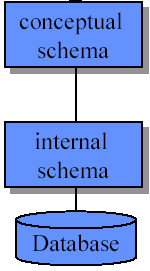 conceptual
schema
internal
schema
Database